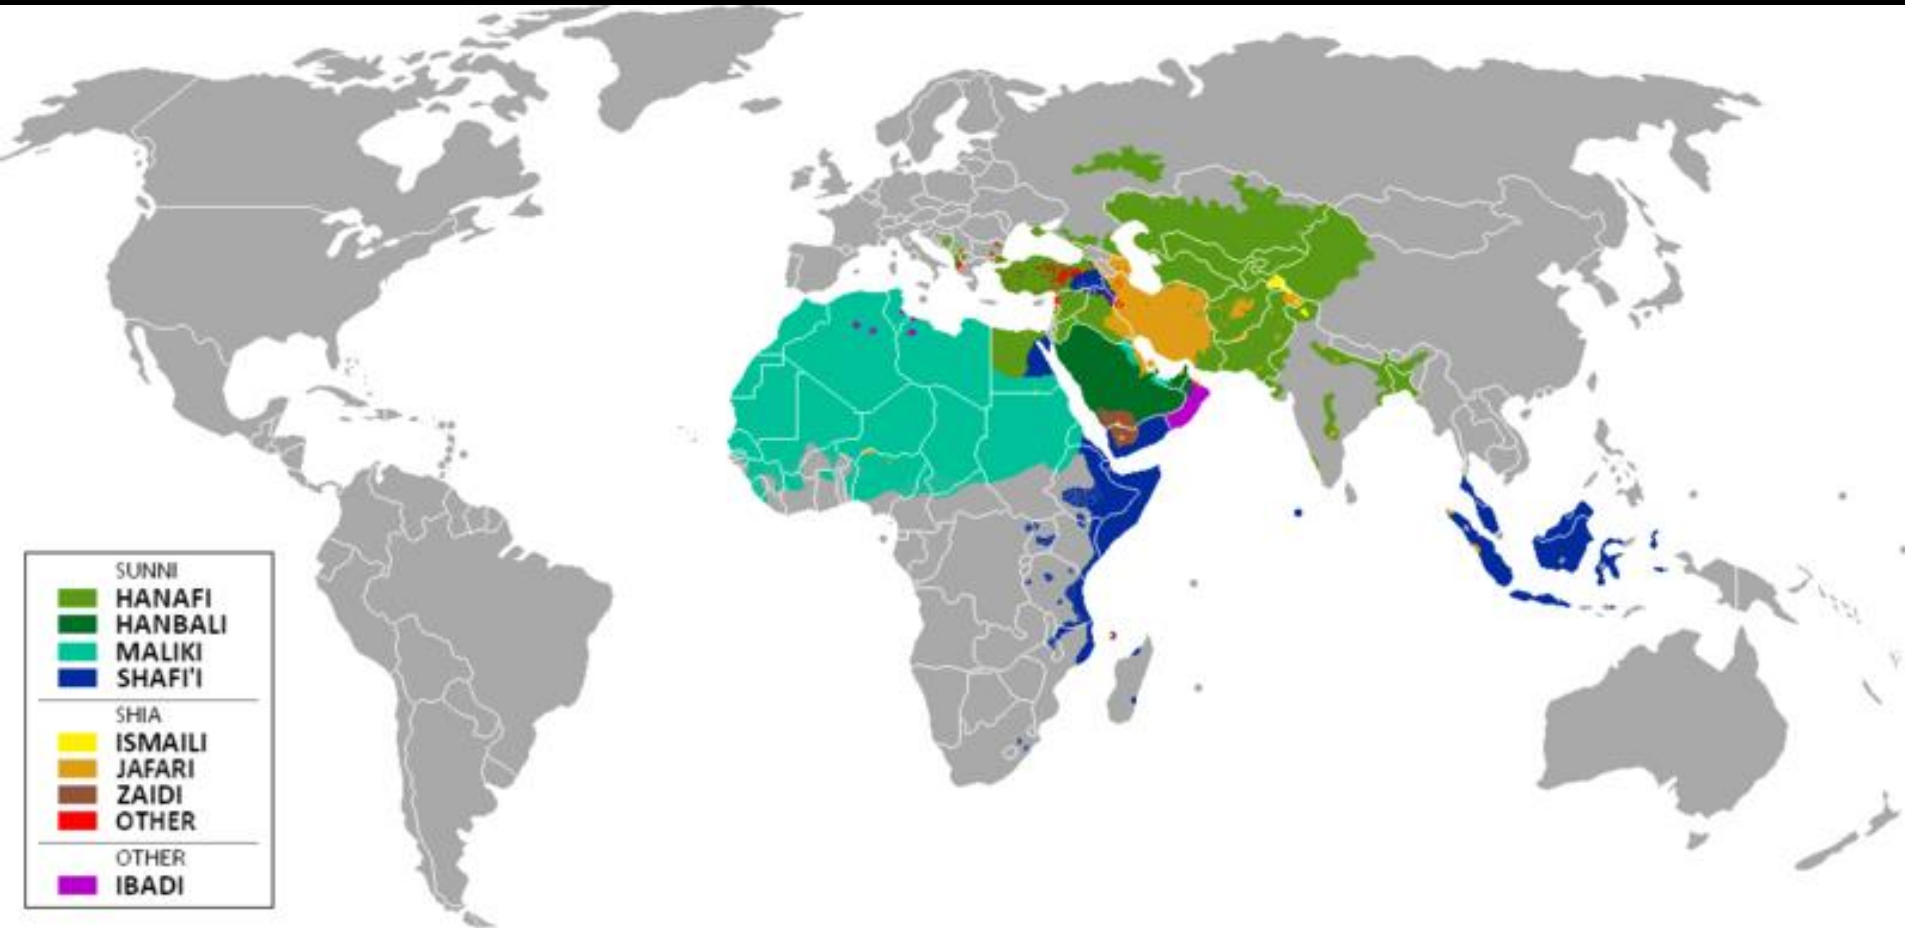 SUNNI
HANAFI
HANBALI
MALIKI
SHAFI'I
SHIA
ISMAILI
JAFARI
ZAIDI
OTHER
OTHER
IBADI